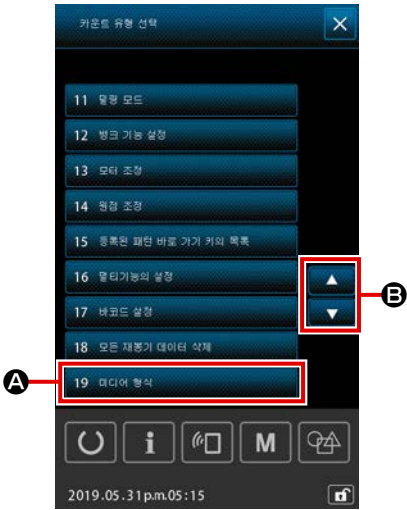 카운트 유형 선택
11 멀펑 모드
12 뱅크 기능 설정
13 모터 조정
14 원점 조정
15 등록된 패턴 바로 가기 키의 목록
16 멀티기능의 설정
17 바코드 설정
18 모든 재봉기 데이터 삭제
19 미디어 형식
A
B
M
2019.05.31 p.m.05:15